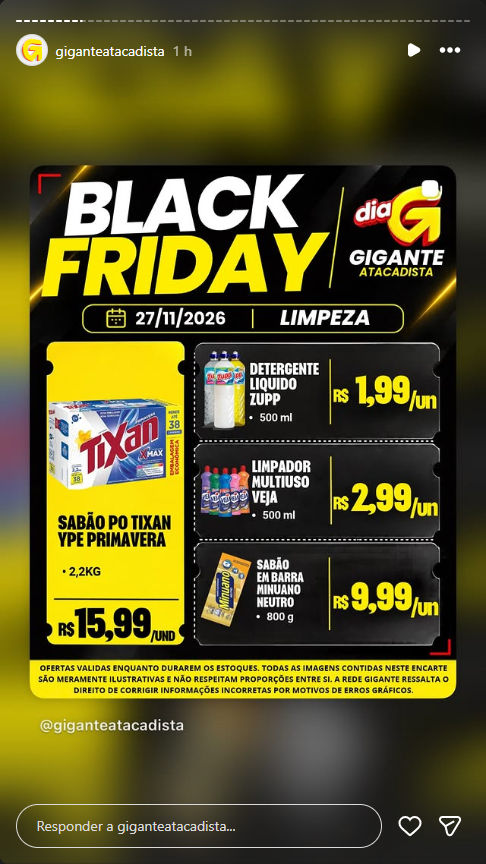 giganteatacadista 1 h
BLACK
FRIDAY
dia G
GIGANTE
ATACADISTA
27/11/2026 | LIMPEZA
TIXAN
SABÃO PO TIXAN
YPE PRIMAVERA
• 2,2KG
R$ 15,99/UND
DETERGENTE
LIQUIDO
ZUPP
• 500 ml
R$ 1,99/un
LIMPADOR
MULTIUSO
VEJA
• 500 ml
R$ 2,99/un
Minuano
SABÃO
EM BARRA
MINUANO
NEUTRO
• 800 g
R$ 9,99/un
OFERTAS VALIDAS ENQUANTO DURAREM OS ESTOQUES. TODAS AS IMAGENS CONTIDAS NESTE ENCARTE
SÃO MERAMENTE ILUSTRATIVAS E NÃO RESPEITAM PROPORÇÕES ENTRE SI. A REDE GIGANTE RESSALTA O
DIREITO DE CORRIGIR INFORMAÇÕES INCORRETAS POR MOTIVOS DE ERROS GRÁFICOS.
@giganteatacadista
Responder a giganteatacadista...